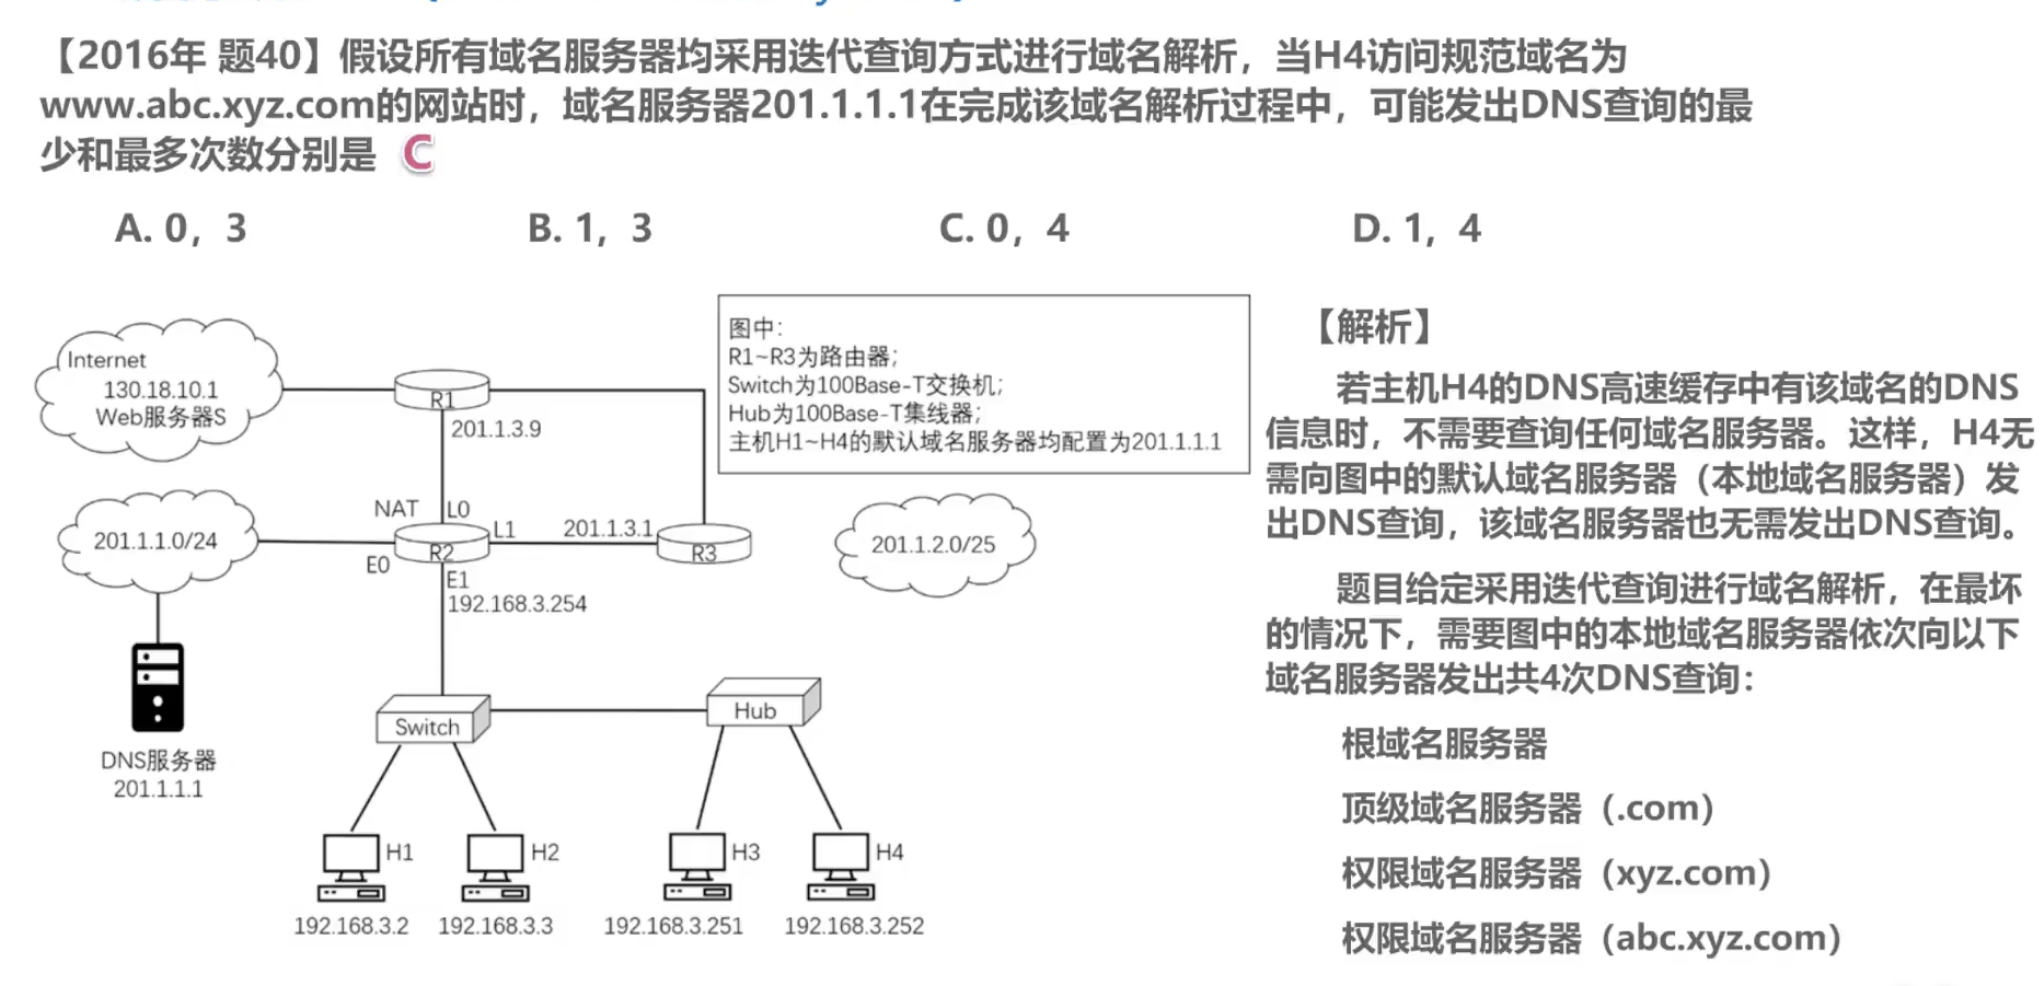 【2016年 题40】假设所有域名服务器均采用迭代查询方式进行域名解析，当H4访问规范域名为
www.abc.xyz.com的网站时，域名服务器201.1.1.1在完成该域名解析过程中，可能发出DNS查询的最
少和最多次数分别是 C
A. 0，3
B. 1，3
C. 0，4
D. 1，4
图中：
R1~R3为路由器；
Switch为100Base-T交换机；
Hub为100Base-T集线器；
主机H1~H4的默认域名服务器均配置为201.1.1.1
Internet
130.18.10.1
Web服务器S
R1
201.1.3.9
NAT
L0
201.1.1.0/24
E0
R2
L1
201.1.3.1
R3
201.1.2.0/25
E1
192.168.3.254
DNS服务器
201.1.1.1
Switch
Hub
H1
H2
H3
H4
192.168.3.2
192.168.3.3
192.168.3.251
192.168.3.252
【解析】
若主机H4的DNS高速缓存中有该域名的DNS
信息时，不需要查询任何域名服务器。这样，H4无
需向图中的默认域名服务器（本地域名服务器）发
出DNS查询，该域名服务器也无需发出DNS查询。
题目给定采用迭代查询进行域名解析，在最坏
的情况下，需要图中的本地域名服务器依次向以下
域名服务器发出共4次DNS查询：
根域名服务器
顶级域名服务器（.com）
权限域名服务器（xyz.com）
权限域名服务器（abc.xyz.com）